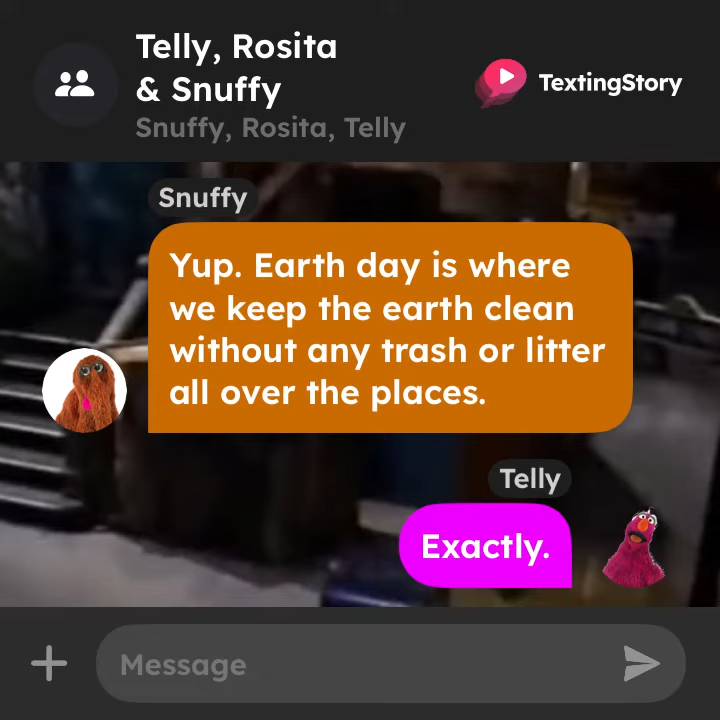 Telly, Rosita
& Snuffy
Snuffy, Rosita, Telly
TextingStory
Snuffy
Yup. Earth day is where
we keep the earth clean
without any trash or litter
all over the places.
Telly
Exactly.
Message